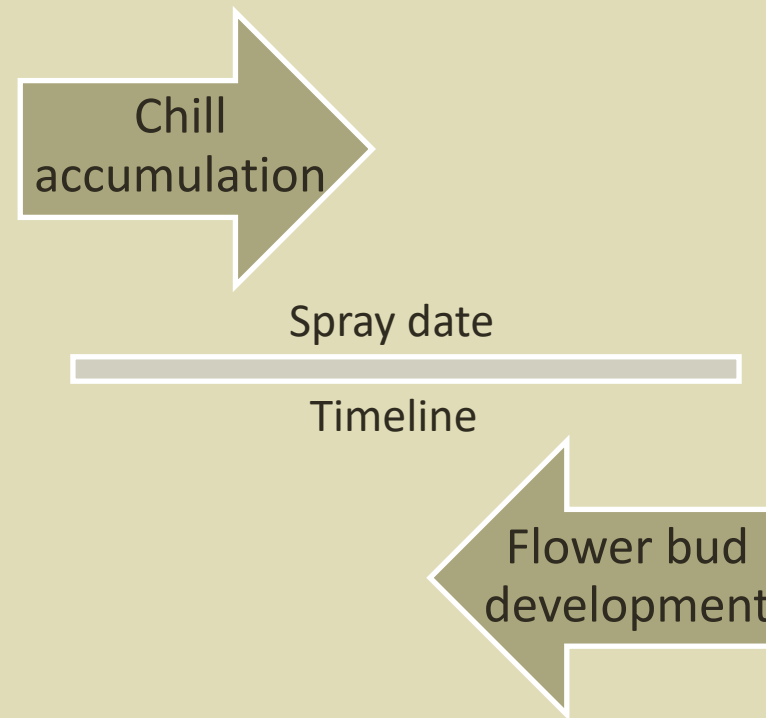 Chill
accumulation
Spray date
Timeline
Flower bud
development